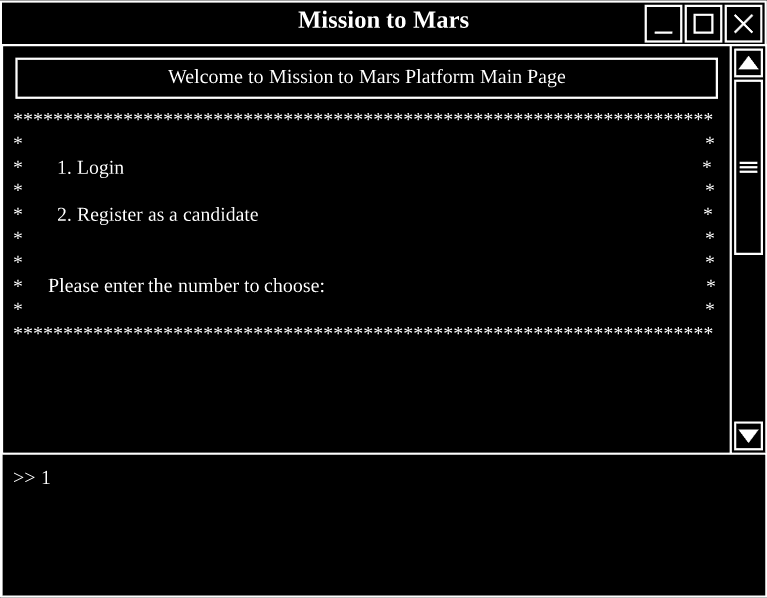 Mission to Mars
Welcome to Mission to Mars Platform Main Page
**********************************************************************
* *
* 1. Login *
* *
* 2. Register as a candidate *
* *
* *
* Please enter the number to choose: *
* *
**********************************************************************
>> 1